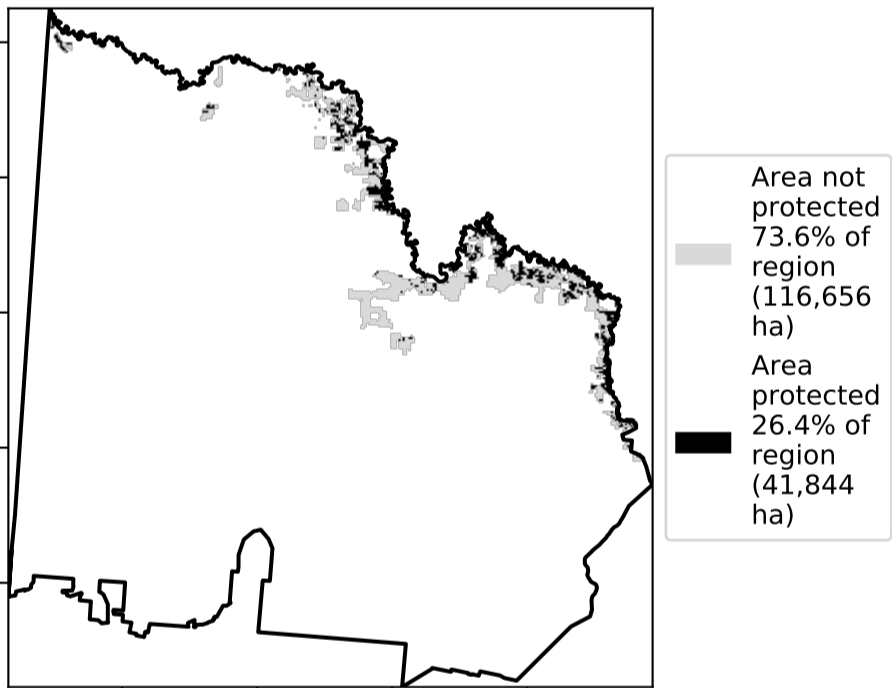 Area not
protected
73.6% of
region
(116,656
ha)
Area
protected
26.4% of
region
(41,844
ha)